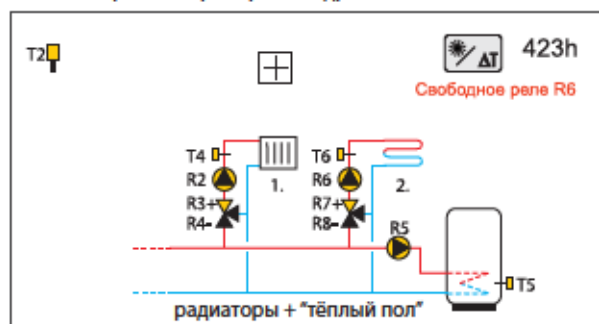 T2
423h
ΔT
Свободное реле R6
T4
T6
R2
R6
1.
2.
R3+
R7+
R4-
R8-
R5
T5
радиаторы + "тёплый пол"